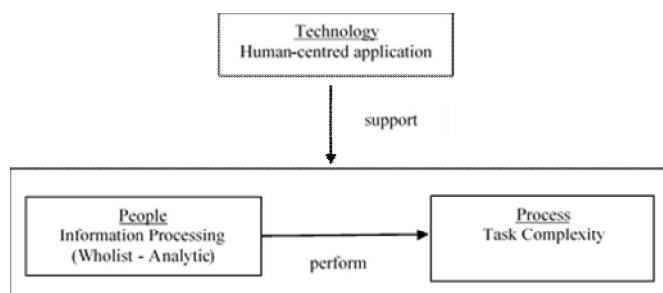 Technology
Human-centred application
support
People
Information Processing
(Wholist - Analytic)
perform
Process
Task Complexity